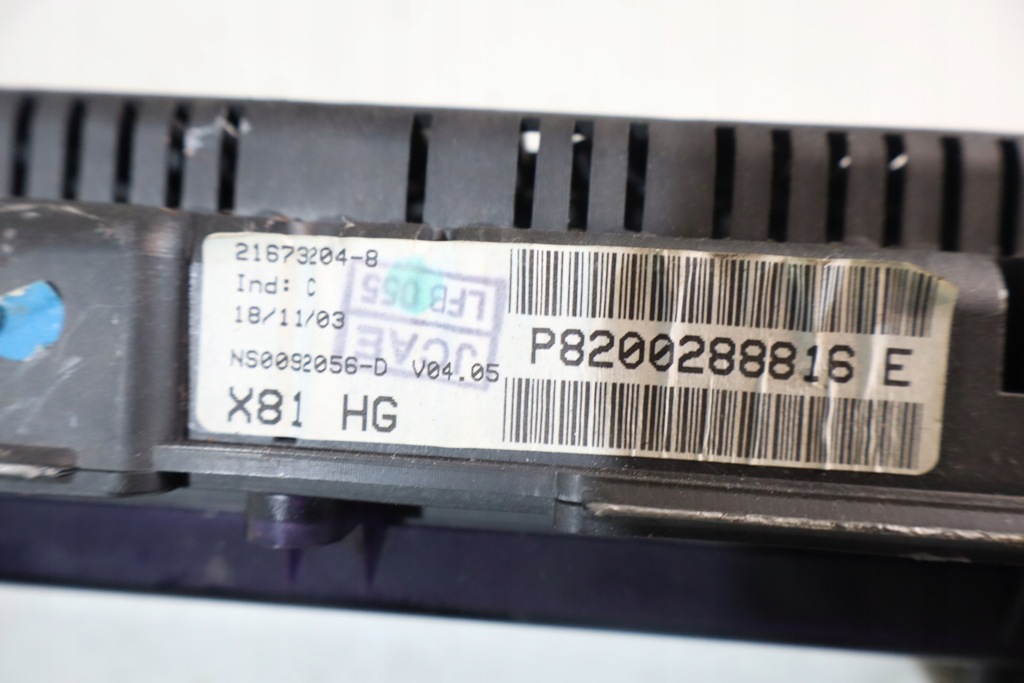 21673204-8
Ind: C
18/11/03
NS0092056-D V04.05
X81 HG
JCAE
LFB 055
P8200288816 E